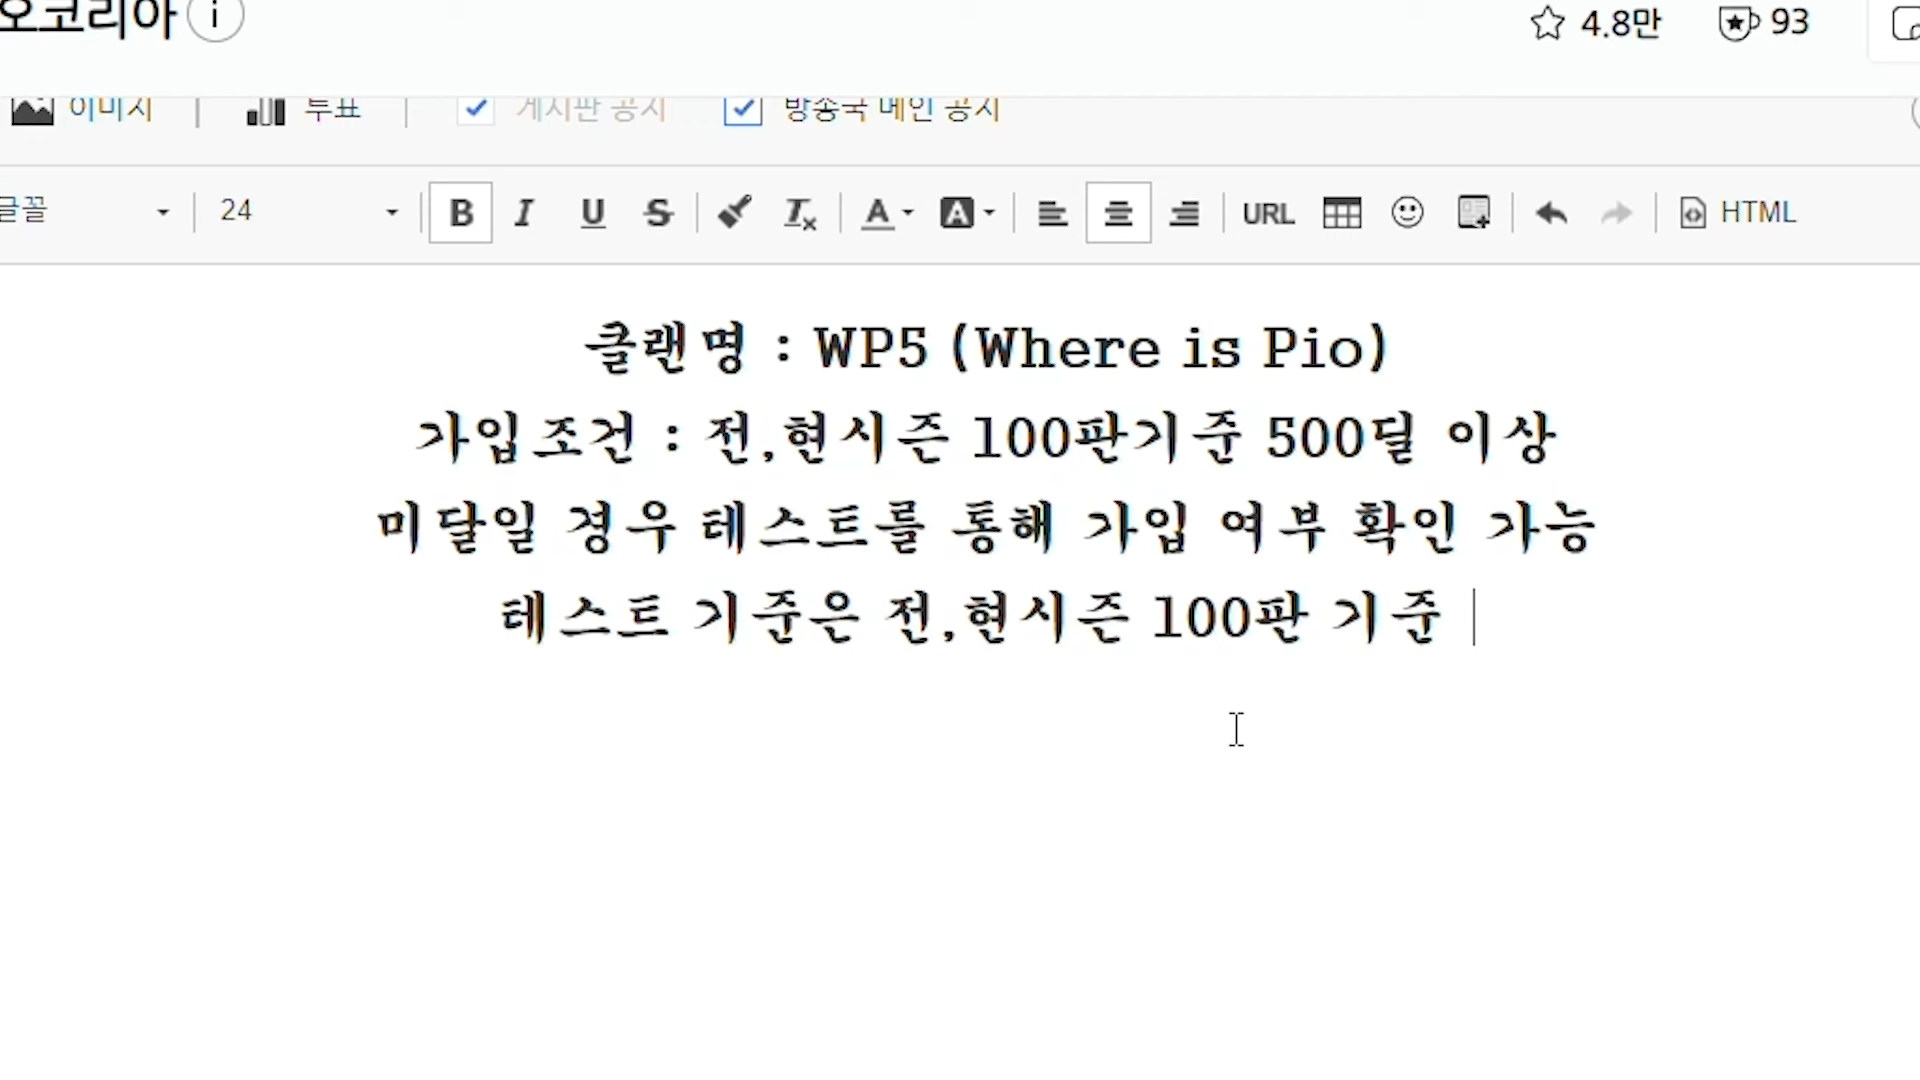 오코리아 i
4.8만
93
이미지 투표 게시판 공지 방송국 메인 공지
글꼴 24 B I U S Tx A A URL HTML
클랜명 : WP5 (Where is Pio)
가입조건 : 전,현시즌 100판기준 500딜 이상
미달일 경우 테스트를 통해 가입 여부 확인 가능
테스트 기준은 전,현시즌 100판 기준